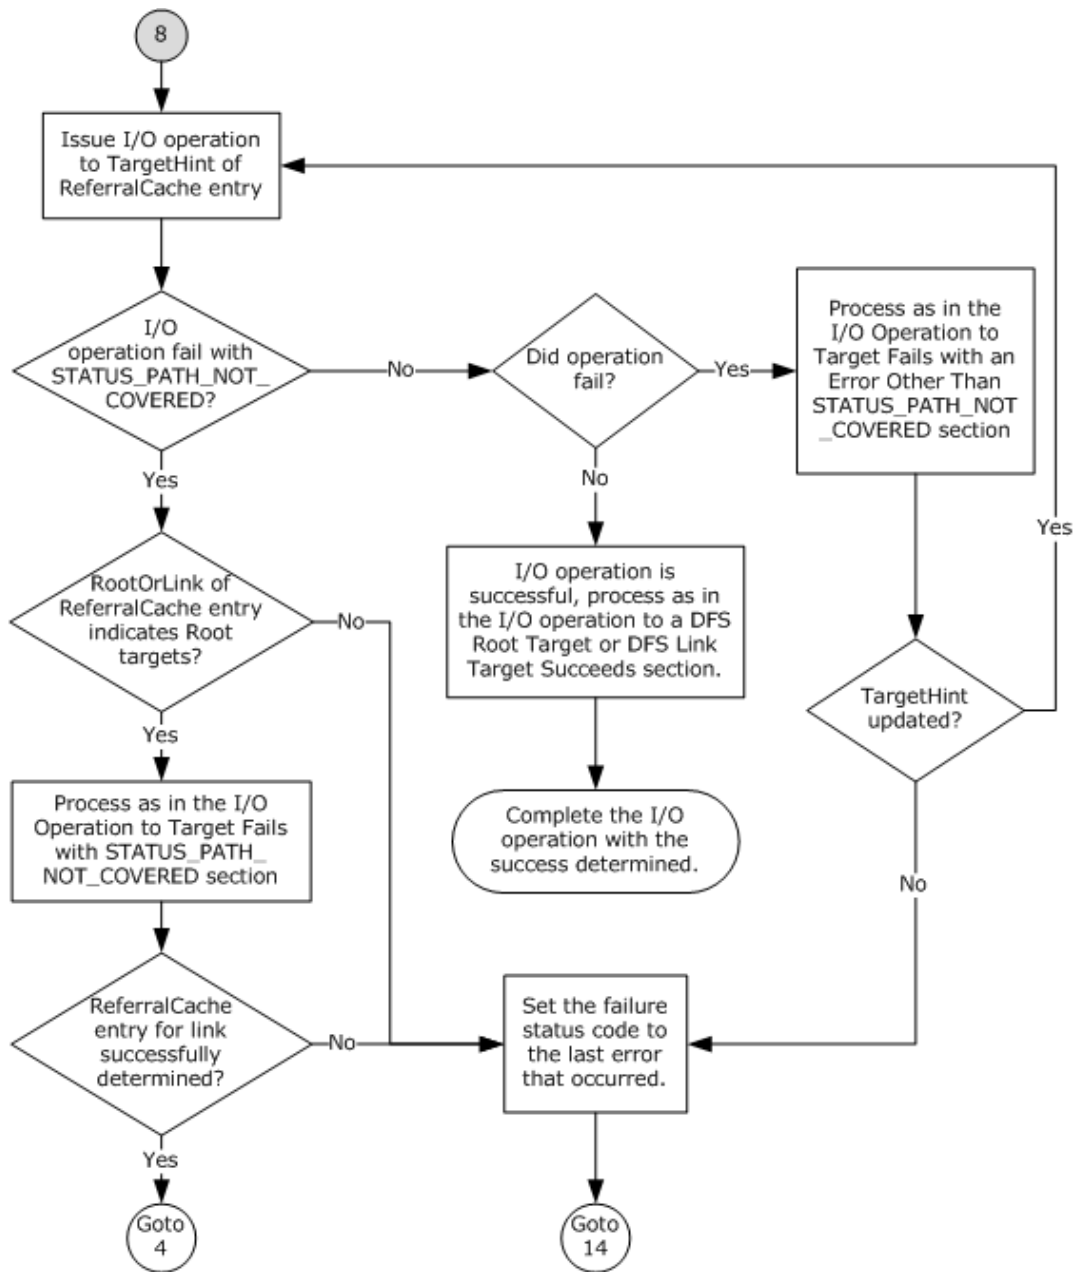 8
Issue I/O operation
to TargetHint of
ReferralCache entry
I/O
operation fail with
STATUS_PATH_NOT_
COVERED?
No
Did operation
fail?
Yes
Process as in the
I/O Operation to
Target Fails with an
Error Other Than
STATUS_PATH_NOT
_COVERED section
Yes
No
Yes
RootOrLink of
ReferralCache entry
indicates Root
targets?
No
I/O operation is
successful, process as in
the I/O operation to a DFS
Root Target or DFS Link
Target Succeeds section.
TargetHint
updated?
Yes
Process as in the I/O
Operation to Target Fails
with STATUS_PATH_
NOT_COVERED section
Complete the I/O
operation with the
success determined.
No
ReferralCache
entry for link
successfully
determined?
No
Set the failure
status code to
the last error
that occurred.
Yes
Goto
4
Goto
14